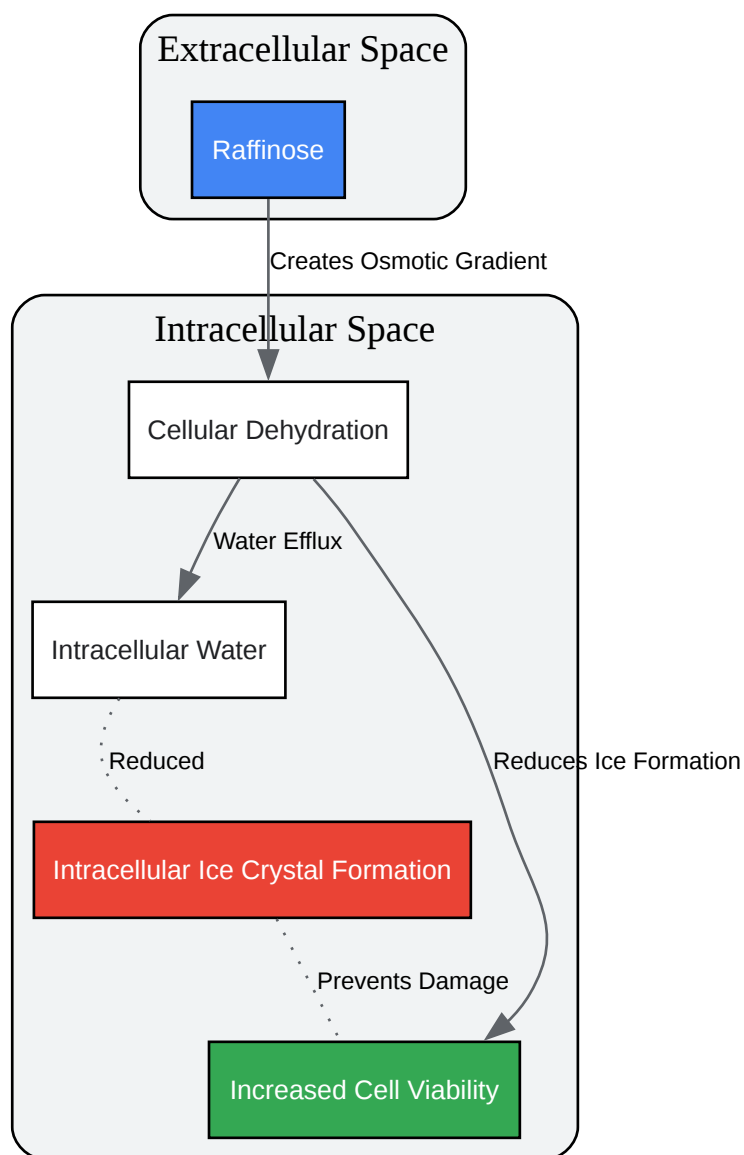 Extracellular Space
Raffinose
Creates Osmotic Gradient
Intracellular Space
Cellular Dehydration
Water Efflux
Intracellular Water
Reduced
Reduces Ice Formation
Intracellular Ice Crystal Formation
Prevents Damage
Increased Cell Viability